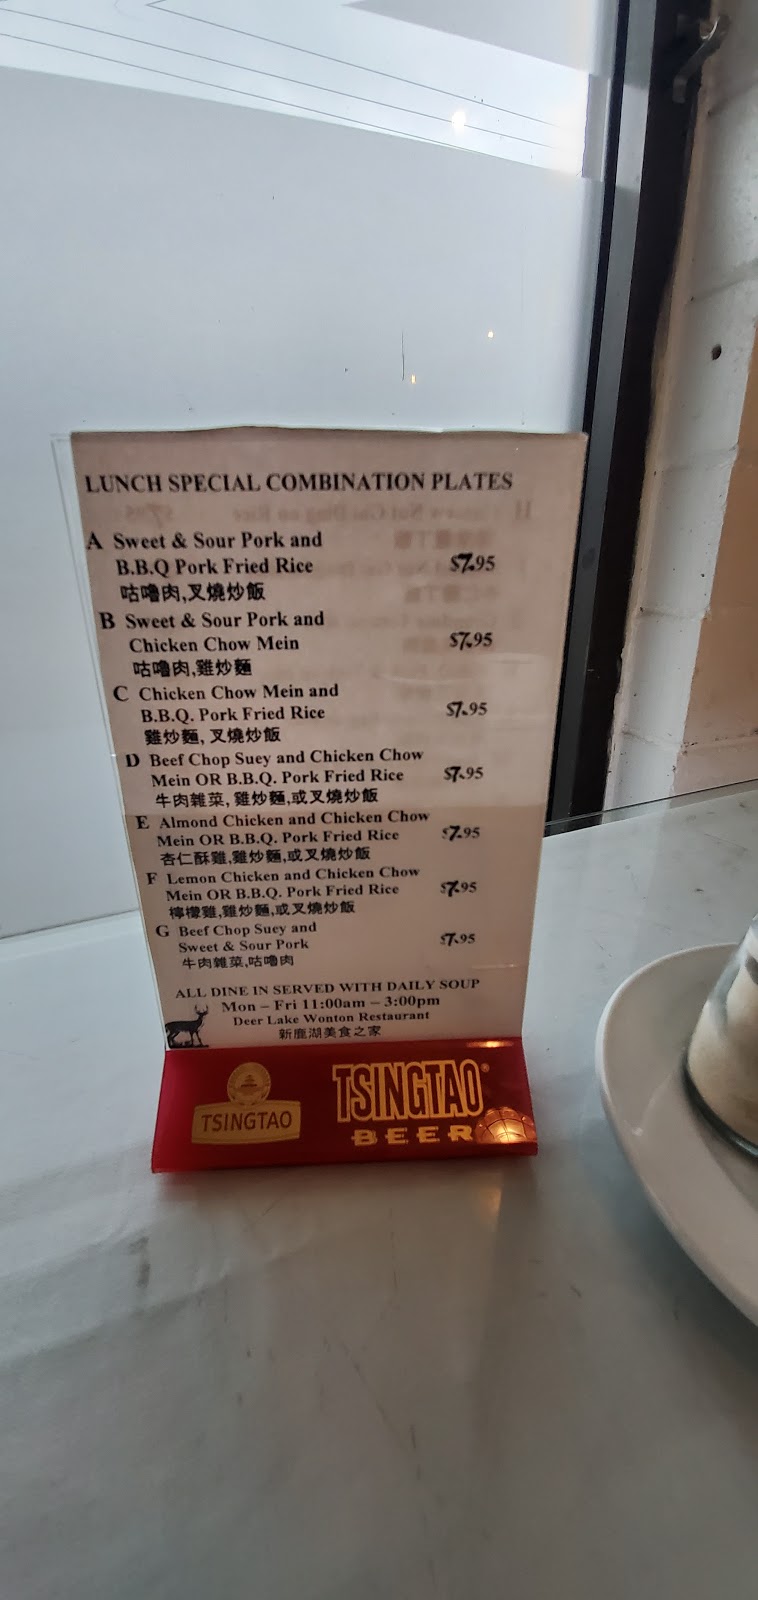 LUNCH SPECIAL COMBINATION PLATES
A Sweet & Sour Pork and
B.B.Q Pork Fried Rice $7.95
咕嚕肉,叉燒炒飯
B Sweet & Sour Pork and
Chicken Chow Mein $7.95
咕嚕肉,雞炒麵
C Chicken Chow Mein and
B.B.Q. Pork Fried Rice $7.95
雞炒麵, 叉燒炒飯
D Beef Chop Suey and Chicken Chow
Mein OR B.B.Q. Pork Fried Rice $7.95
牛肉雜菜, 雞炒麵,或叉燒炒飯
E Almond Chicken and Chicken Chow
Mein OR B.B.Q. Pork Fried Rice $7.95
杏仁酥雞,雞炒麵,或叉燒炒飯
F Lemon Chicken and Chicken Chow
Mein OR B.B.Q. Pork Fried Rice $7.95
檸檬雞,雞炒麵,或叉燒炒飯
G Beef Chop Suey and
Sweet & Sour Pork $7.95
牛肉雜菜,咕嚕肉
ALL DINE IN SERVED WITH DAILY SOUP
Mon – Fri 11:00am – 3:00pm
Deer Lake Wonton Restaurant
新鹿湖美食之家
TSINGTAO
TSINGTAO®
BEER